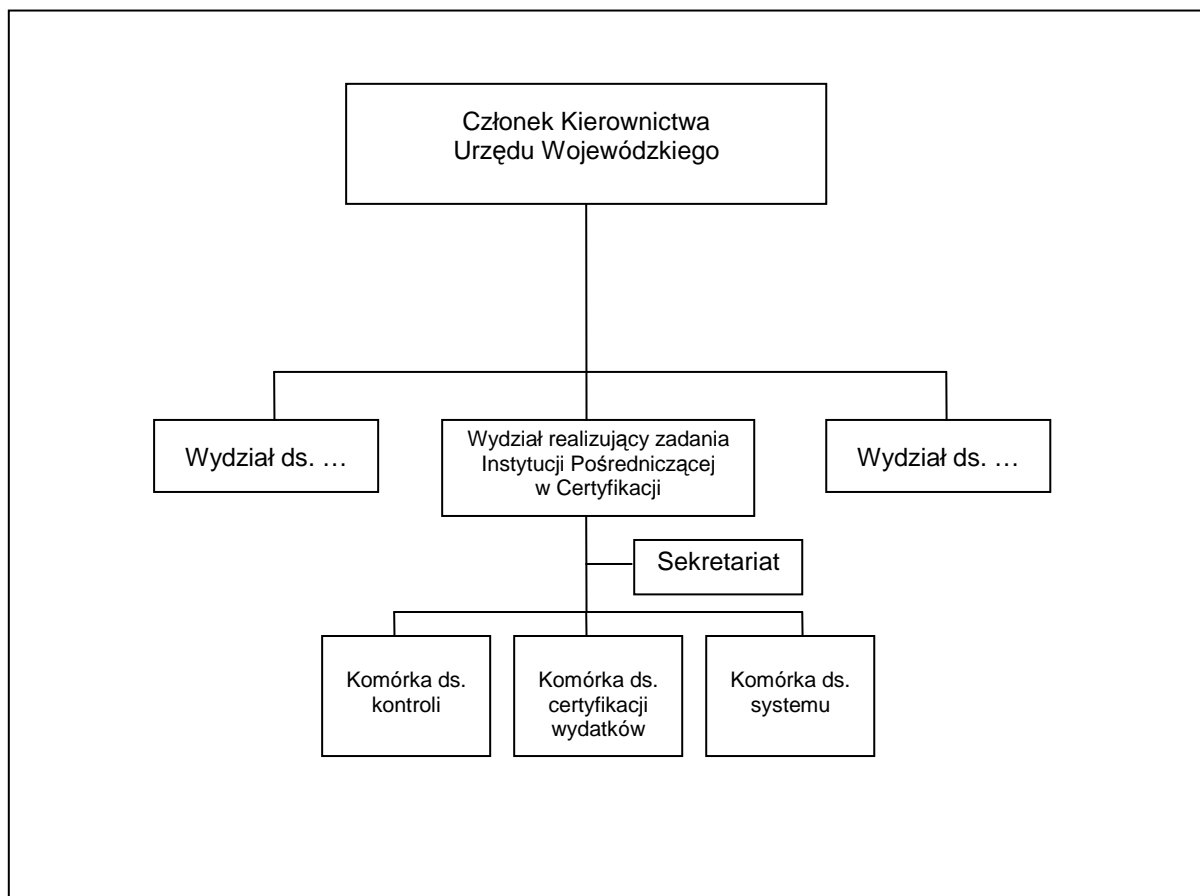 Członek Kierownictwa
Urzędu Wojewódzkiego
Wydział ds. …
Wydział realizujący zadania
Instytucji Pośredniczącej
w Certyfikacji
Wydział ds. …
Sekretariat
Komórka ds.
kontroli
Komórka ds.
certyfikacji
wydatków
Komórka ds.
systemu